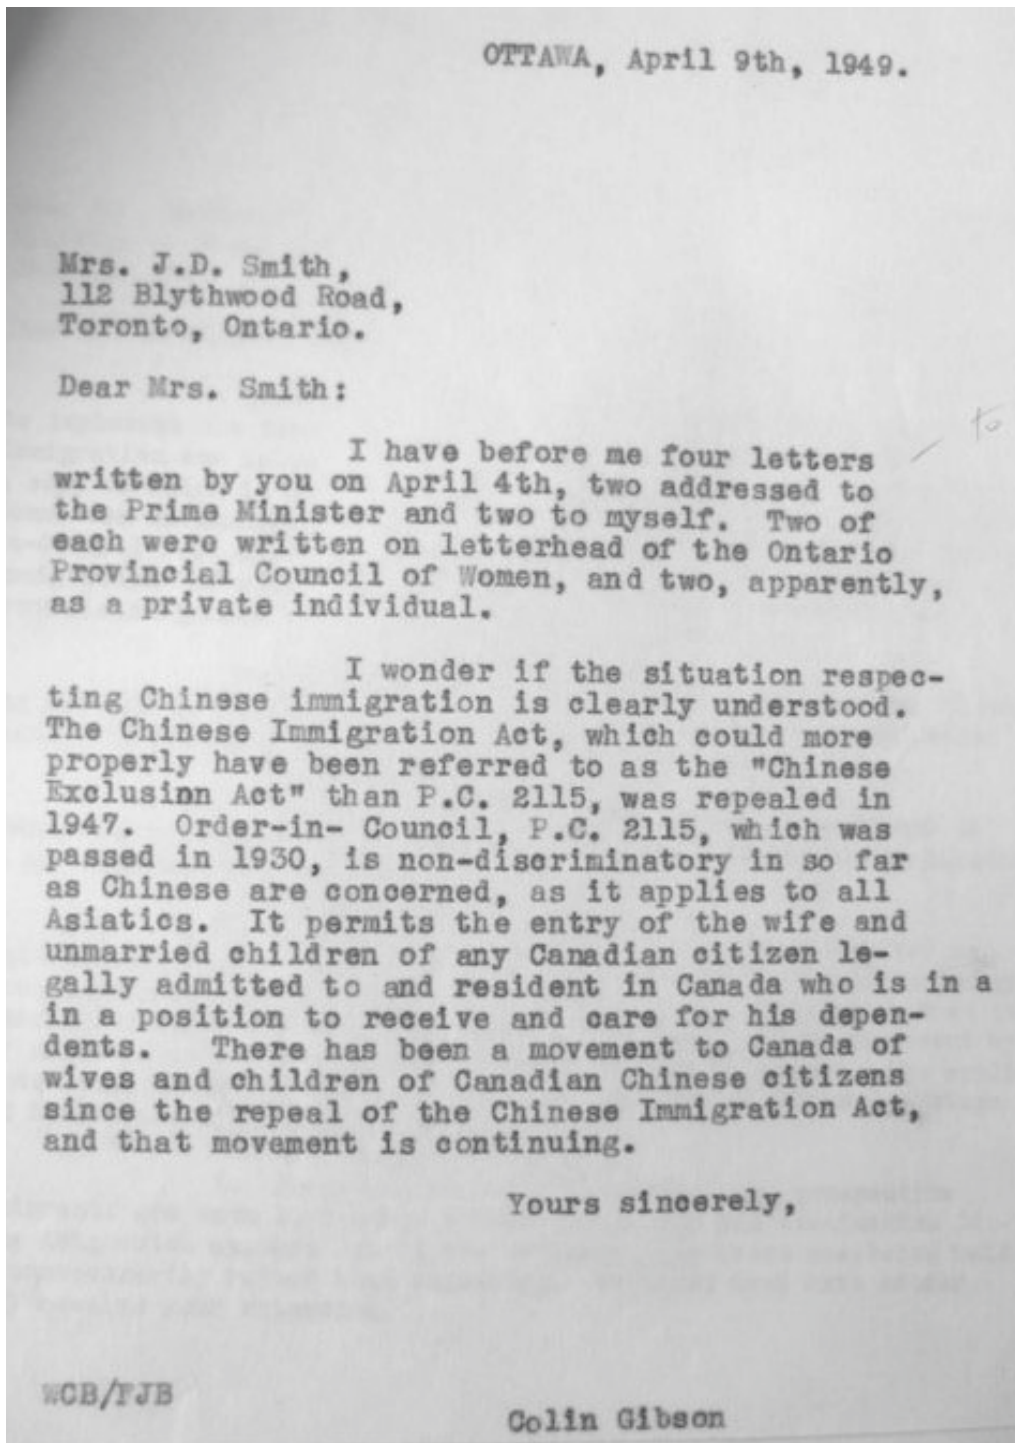 OTTAWA, April 9th, 1949.
Mrs. J.D. Smith,
112 Blythwood Road,
Toronto, Ontario.
Dear Mrs. Smith:
to
I have before me four letters
written by you on April 4th, two addressed to
the Prime Minister and two to myself. Two of
each were written on letterhead of the Ontario
Provincial Council of Women, and two, apparently,
as a private individual.
I wonder if the situation respec-
ting Chinese immigration is clearly understood.
The Chinese Immigration Act, which could more
properly have been referred to as the "Chinese
Exclusion Act" than P.C. 2115, was repealed in
1947. Order-in- Council, P.C. 2115, which was
passed in 1930, is non-discriminatory in so far
as Chinese are concerned, as it applies to all
Asiatics. It permits the entry of the wife and
unmarried children of any Canadian citizen le-
gally admitted to and resident in Canada who is in a
in a position to receive and care for his depen-
dents. There has been a movement to Canada of
wives and children of Canadian Chinese citizens
since the repeal of the Chinese Immigration Act,
and that movement is continuing.
Yours sincerely,
WCB/FJB
Colin Gibson